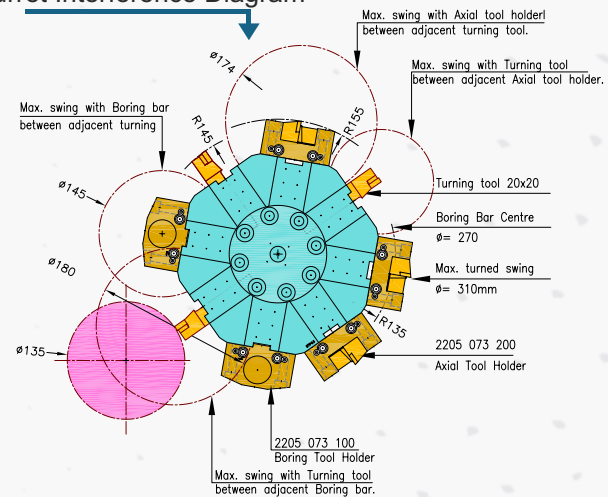 Interference Diagram
Max. swing with Axial tool holderl
between adjacent turning tool.
ø174
Max. swing with Turning tool
between adjacent Axial tool holder.
Max. swing with Boring bar
between adjacent turning
R145
R155
ø145
Turning tool 20x20
Boring Bar Centre
ø= 270
ø180
Max. turned swing
ø= 310mm
R135
ø135
2205 073 200
Axial Tool Holder
2205 073 100
Boring Tool Holder
Max. swing with Turning tool
between adjacent Boring bar.